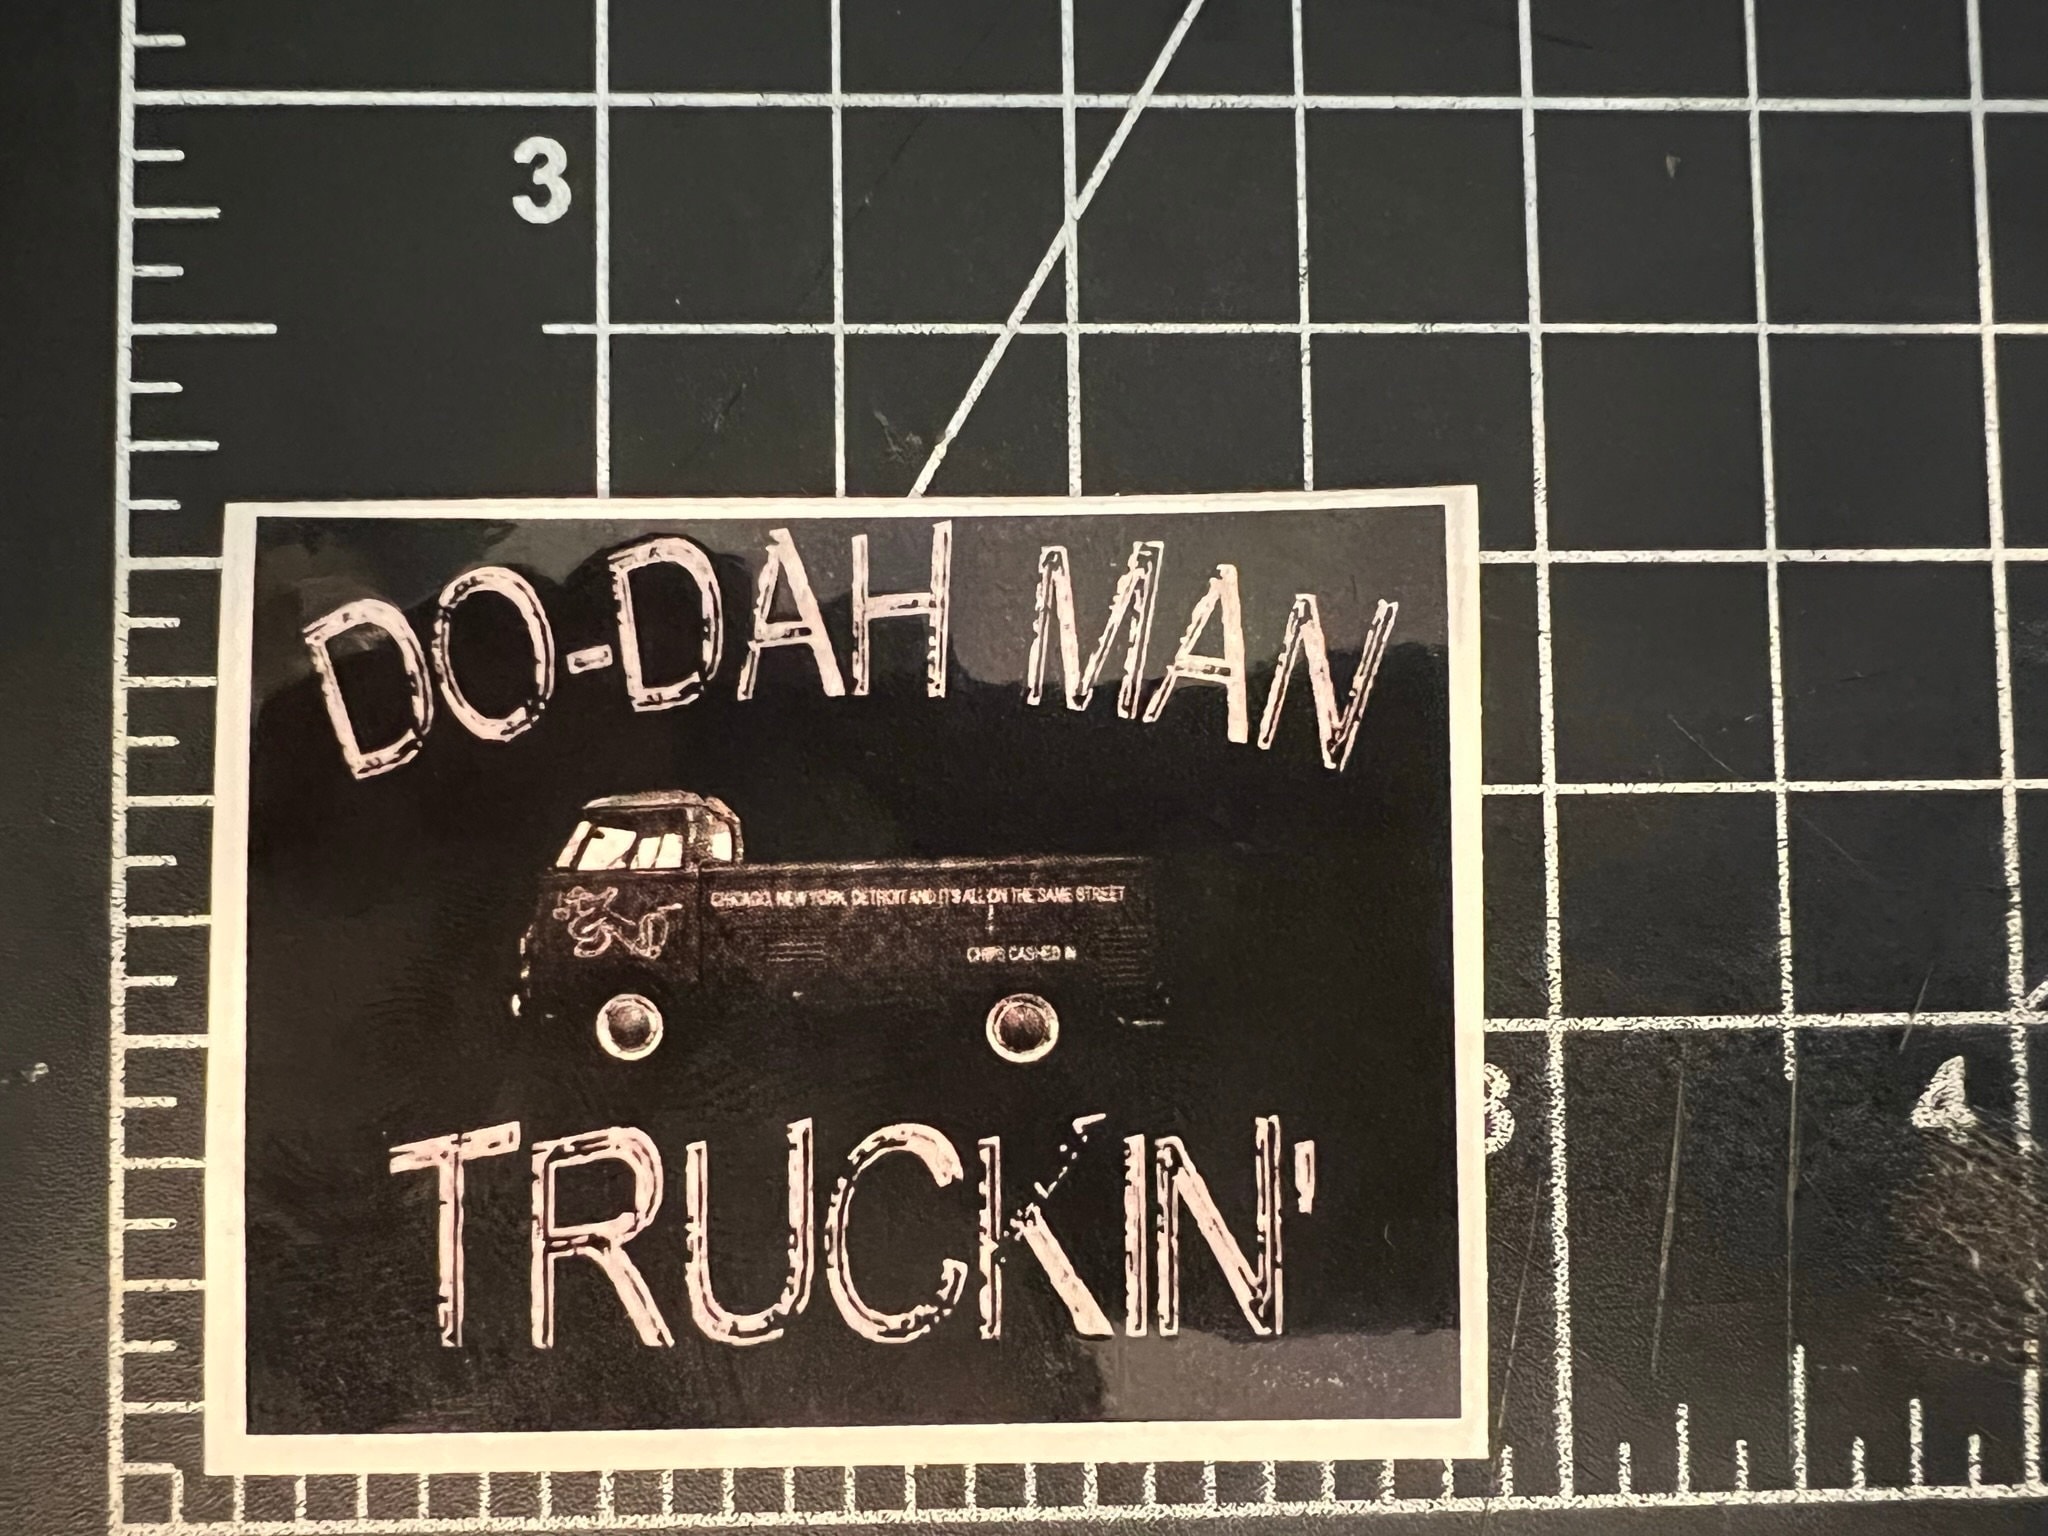 3
DO-DAH MAN
CHICAGO, NEW YORK, DETROIT AND IT'S ALL ON THE SAME STREET
CHIPS CASHED IN
TRUCKIN'
3
4